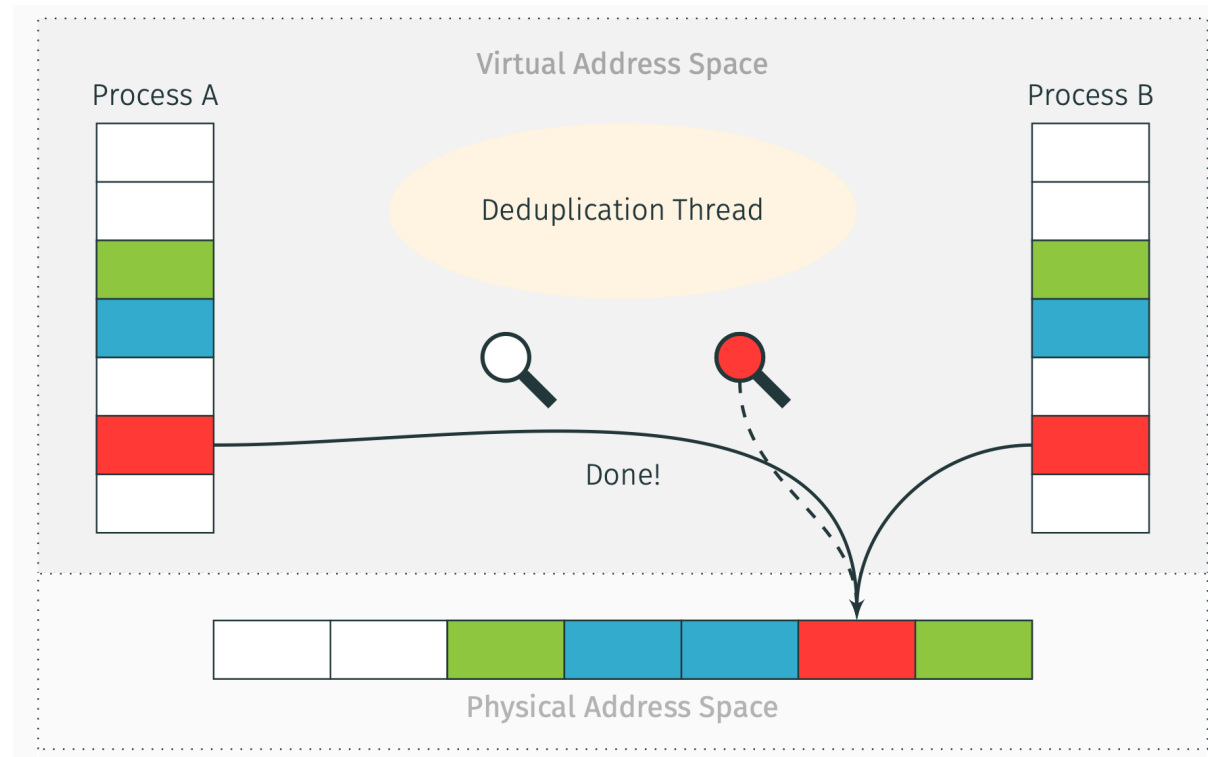 Virtual Address Space
Process A
Process B
Deduplication Thread
Done!
Physical Address Space